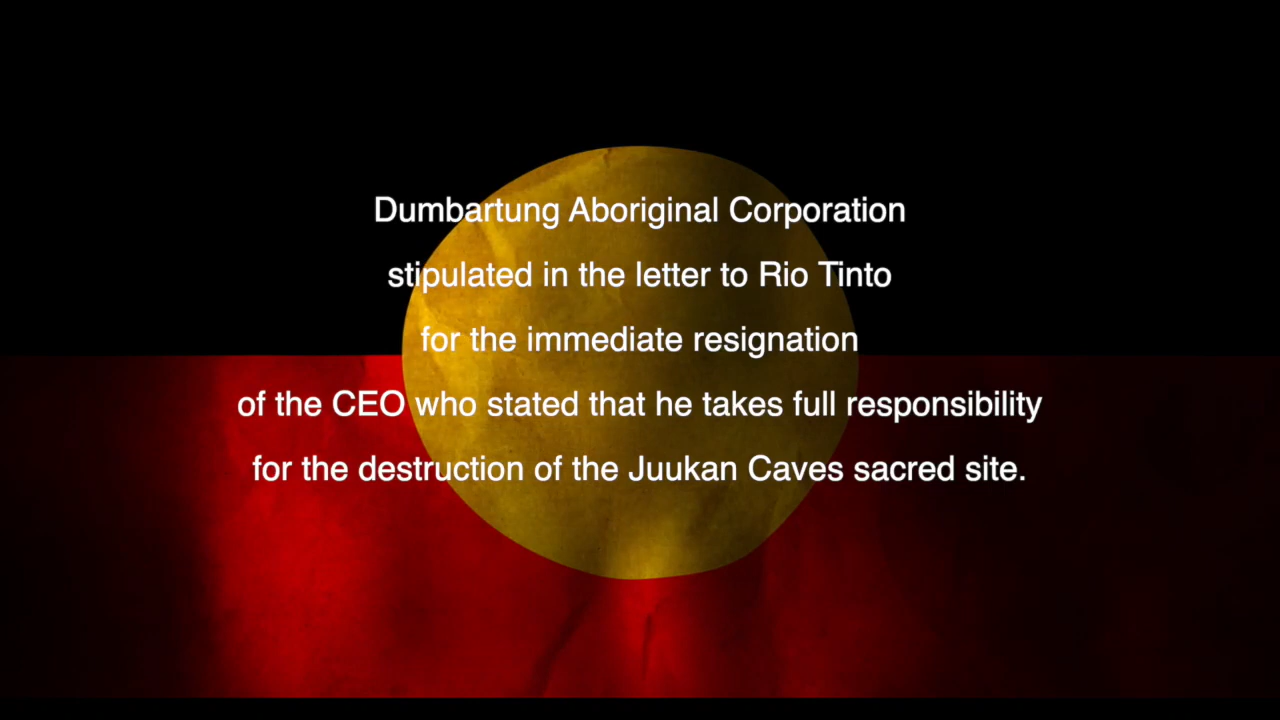 Dumbartung Aboriginal Corporation
stipulated in the letter to Rio Tinto
for the immediate resignation
of the CEO who stated that he takes full responsibility
for the destruction of the Juukan Caves sacred site.